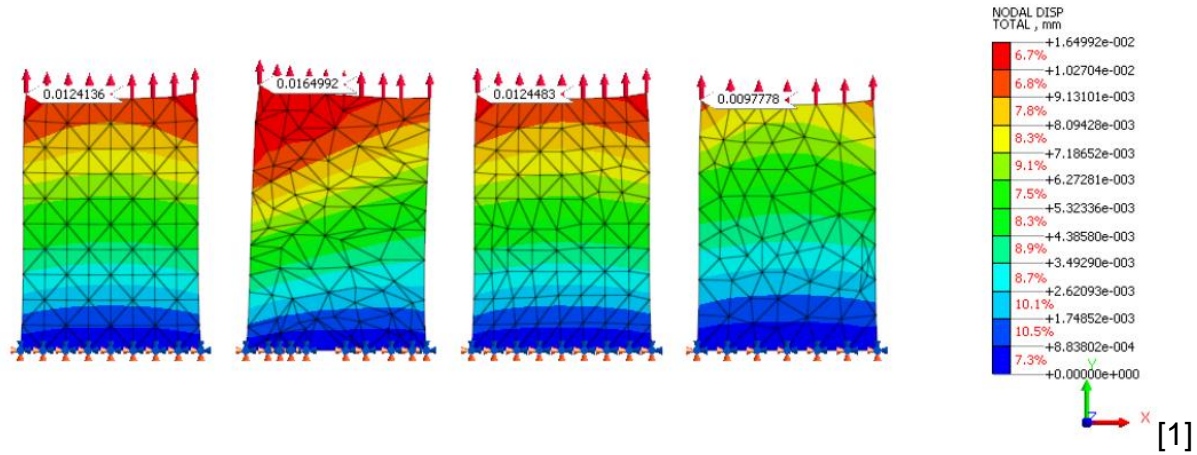 NODAL DISP
TOTAL , mm
0.0124136
0.0164992
0.0124483
0.0097778
+1.64992e-002
6.7%
+1.02704e-002
6.8%
+9.13101e-003
7.8%
+8.09428e-003
8.3%
+7.18652e-003
9.1%
+6.27281e-003
7.5%
+5.32336e-003
8.3%
+4.38580e-003
8.9%
+3.49290e-003
8.7%
+2.62093e-003
10.1%
+1.74852e-003
10.5%
+8.83802e-004
7.3%
+0.00000e+000
Y
Z
X
[1]